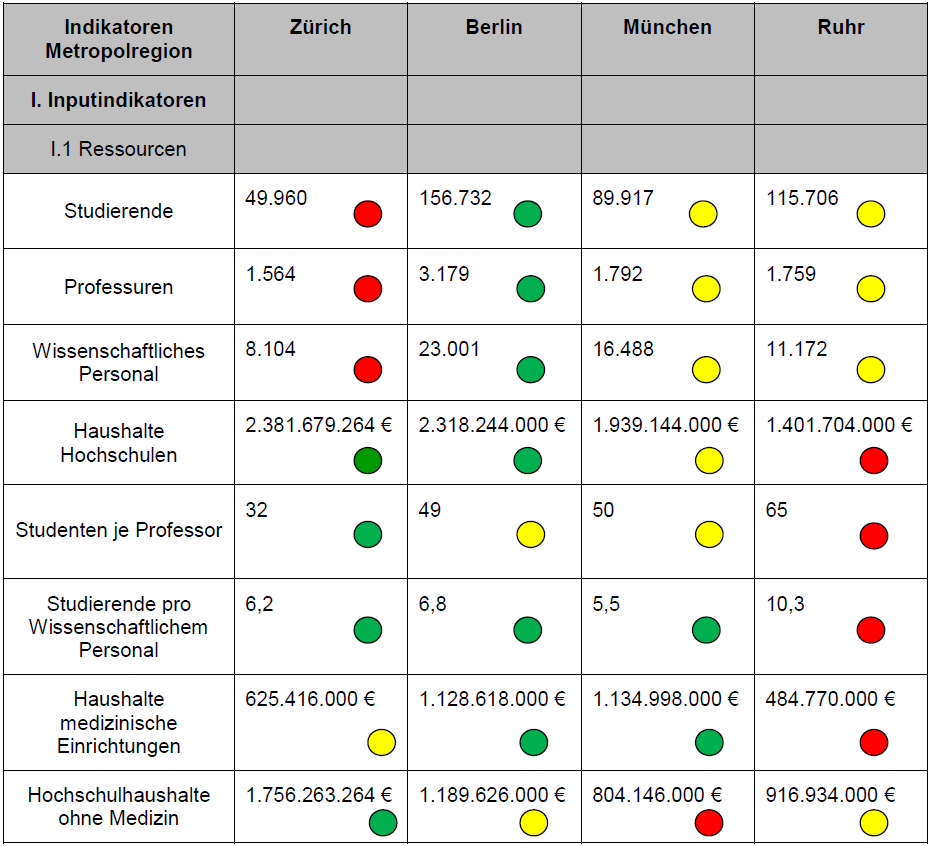 Indikatoren Metropolregion Zürich Berlin München Ruhr
I. Inputindikatoren
I.1 Ressourcen
Studierende 49.960 156.732 89.917 115.706
Professuren 1.564 3.179 1.792 1.759
Wissenschaftliches Personal 8.104 23.001 16.488 11.172
Haushalte Hochschulen 2.381.679.264 € 2.318.244.000 € 1.939.144.000 € 1.401.704.000 €
Studenten je Professor 32 49 50 65
Studierende pro Wissenschaftlichem Personal 6,2 6,8 5,5 10,3
Haushalte medizinische Einrichtungen 625.416.000 € 1.128.618.000 € 1.134.998.000 € 484.770.000 €
Hochschulhaushalte ohne Medizin 1.756.263.264 € 1.189.626.000 € 804.146.000 € 916.934.000 €